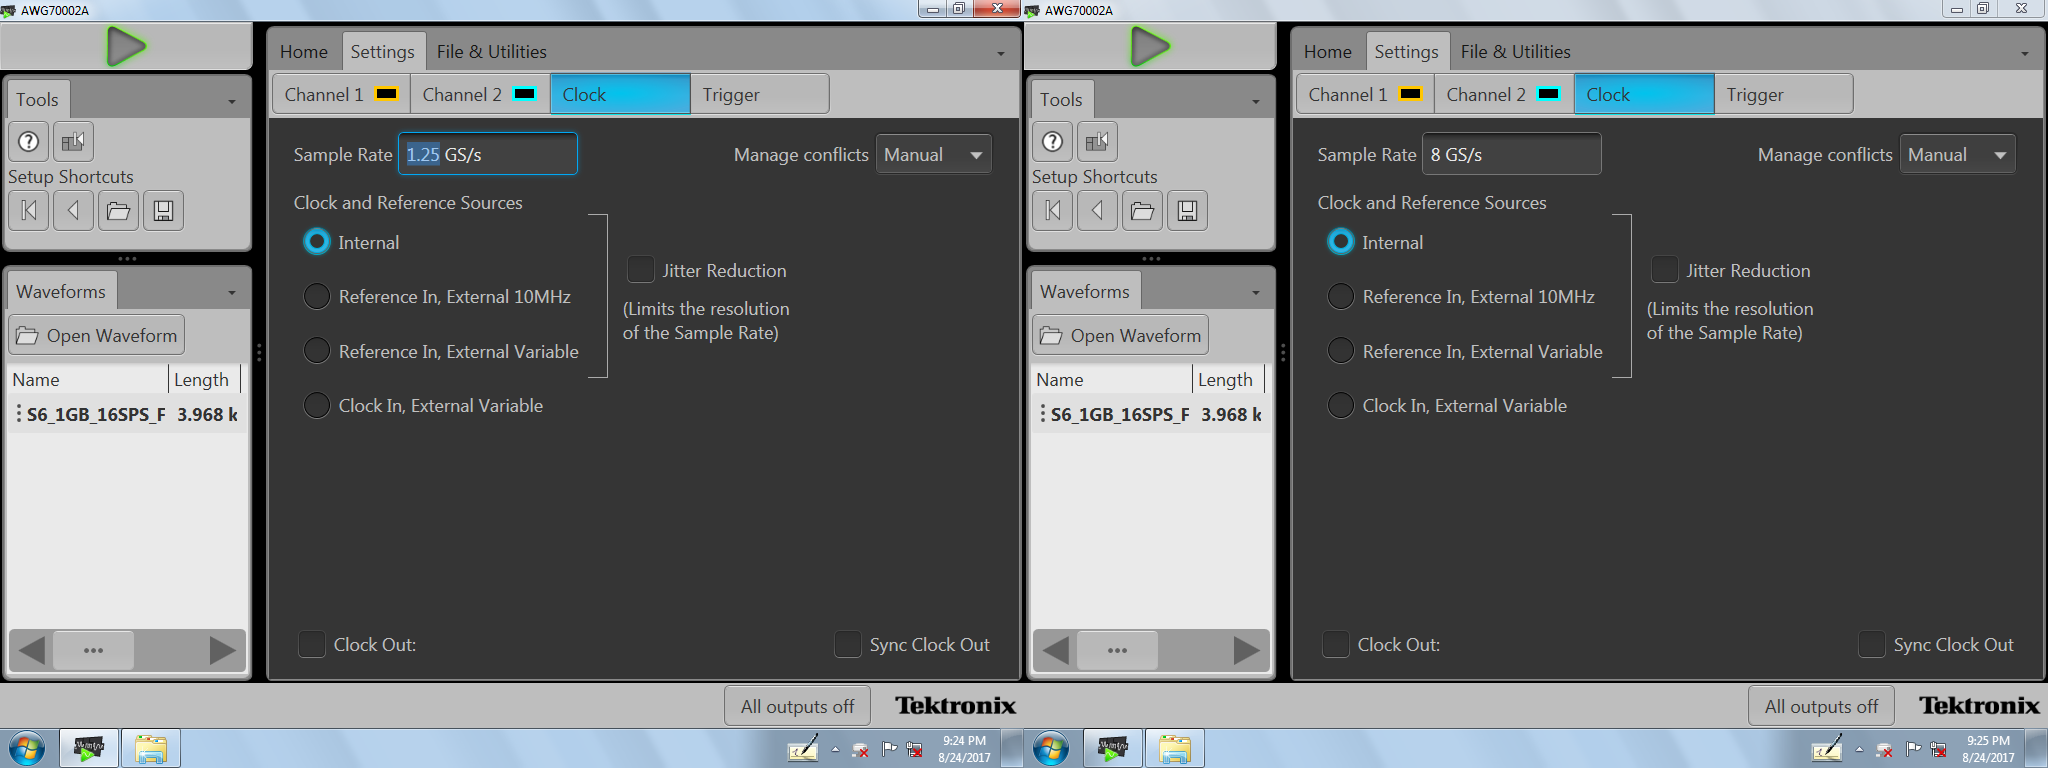 AWG70002A
Home Settings File & Utilities
Channel 1 Channel 2 Clock Trigger
Tools
Setup Shortcuts
Sample Rate 1.25 GS/s
Manage conflicts Manual
Clock and Reference Sources
Internal
Reference In, External 10MHz
Reference In, External Variable
Clock In, External Variable
Jitter Reduction
(Limits the resolution
of the Sample Rate)
Waveforms
Open Waveform
Name Length
S6_1GB_16SPS_F 3.968 k
Clock Out:
Sync Clock Out
All outputs off
Tektronix
9:24 PM
8/24/2017
AWG70002A
Home Settings File & Utilities
Channel 1 Channel 2 Clock Trigger
Tools
Setup Shortcuts
Sample Rate 8 GS/s
Manage conflicts Manual
Clock and Reference Sources
Internal
Reference In, External 10MHz
Reference In, External Variable
Clock In, External Variable
Jitter Reduction
(Limits the resolution
of the Sample Rate)
Waveforms
Open Waveform
Name Length
S6_1GB_16SPS_F 3.968 k
Clock Out:
Sync Clock Out
All outputs off
Tektronix
9:25 PM
8/24/2017